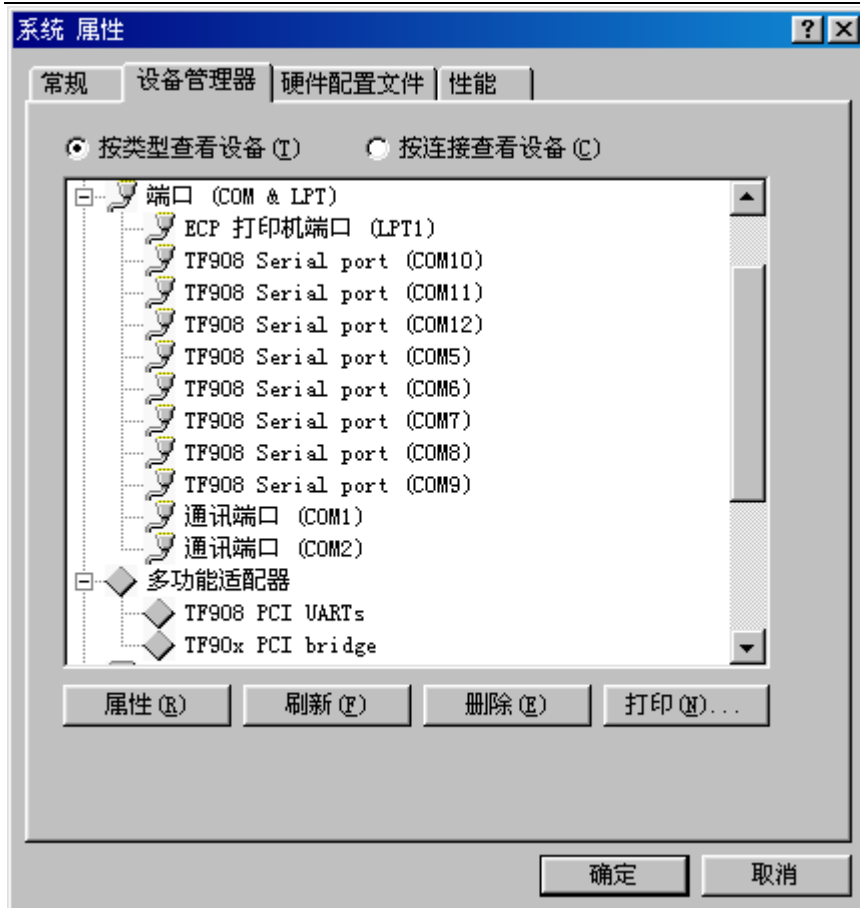 系统 属性
常规 设备管理器 硬件配置文件 性能
按类型查看设备(T) 按连接查看设备(C)
端口 (COM & LPT)
ECP 打印机端口 (LPT1)
TF908 Serial port (COM10)
TF908 Serial port (COM11)
TF908 Serial port (COM12)
TF908 Serial port (COM5)
TF908 Serial port (COM6)
TF908 Serial port (COM7)
TF908 Serial port (COM8)
TF908 Serial port (COM9)
通讯端口 (COM1)
通讯端口 (COM2)
多功能适配器
TF908 PCI UARTs
TF90x PCI bridge
属性(R) 刷新(F) 删除(E) 打印(N)...
确定 取消